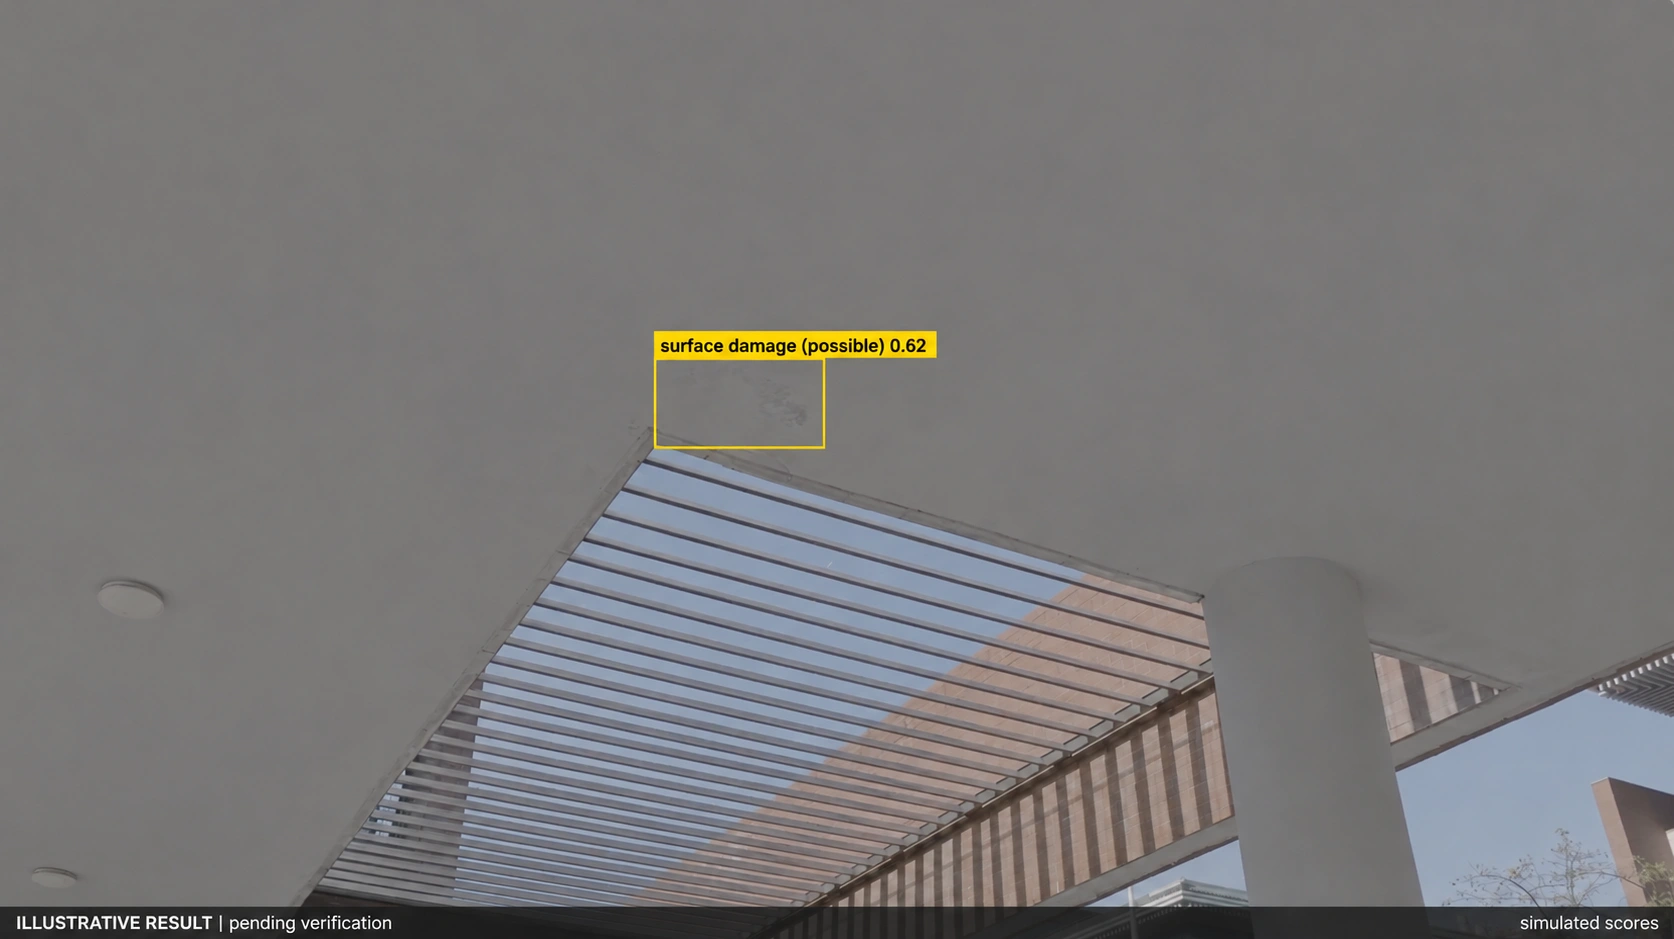 surface damage (possible) 0.62
ILLUSTRATIVE RESULT | pending verification
simulated scores